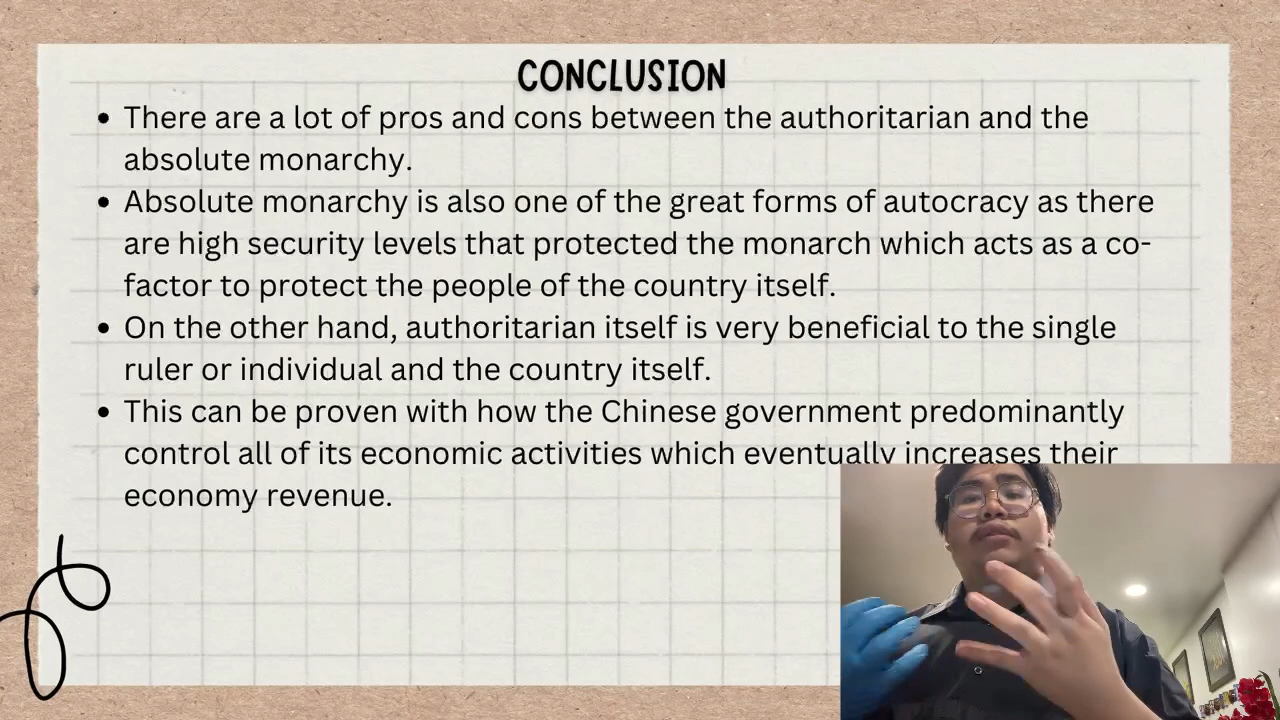 CONCLUSION
• There are a lot of pros and cons between the authoritarian and the
absolute monarchy.
• Absolute monarchy is also one of the great forms of autocracy as there
are high security levels that protected the monarch which acts as a co-
factor to protect the people of the country itself.
• On the other hand, authoritarian itself is very beneficial to the single
ruler or individual and the country itself.
• This can be proven with how the Chinese government predominantly
control all of its economic activities which eventually increases their
economy revenue.